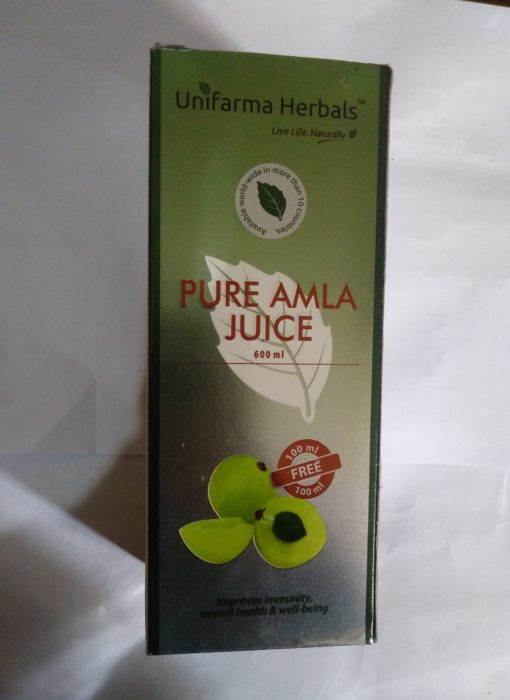 Unifarma Herbals™
Live Life. Naturally
Available world-wide in more than 10 countries.
PURE AMLA
JUICE
600 ml
100 ml
FREE
100 ml
Improves immunity,
overall health & well-being